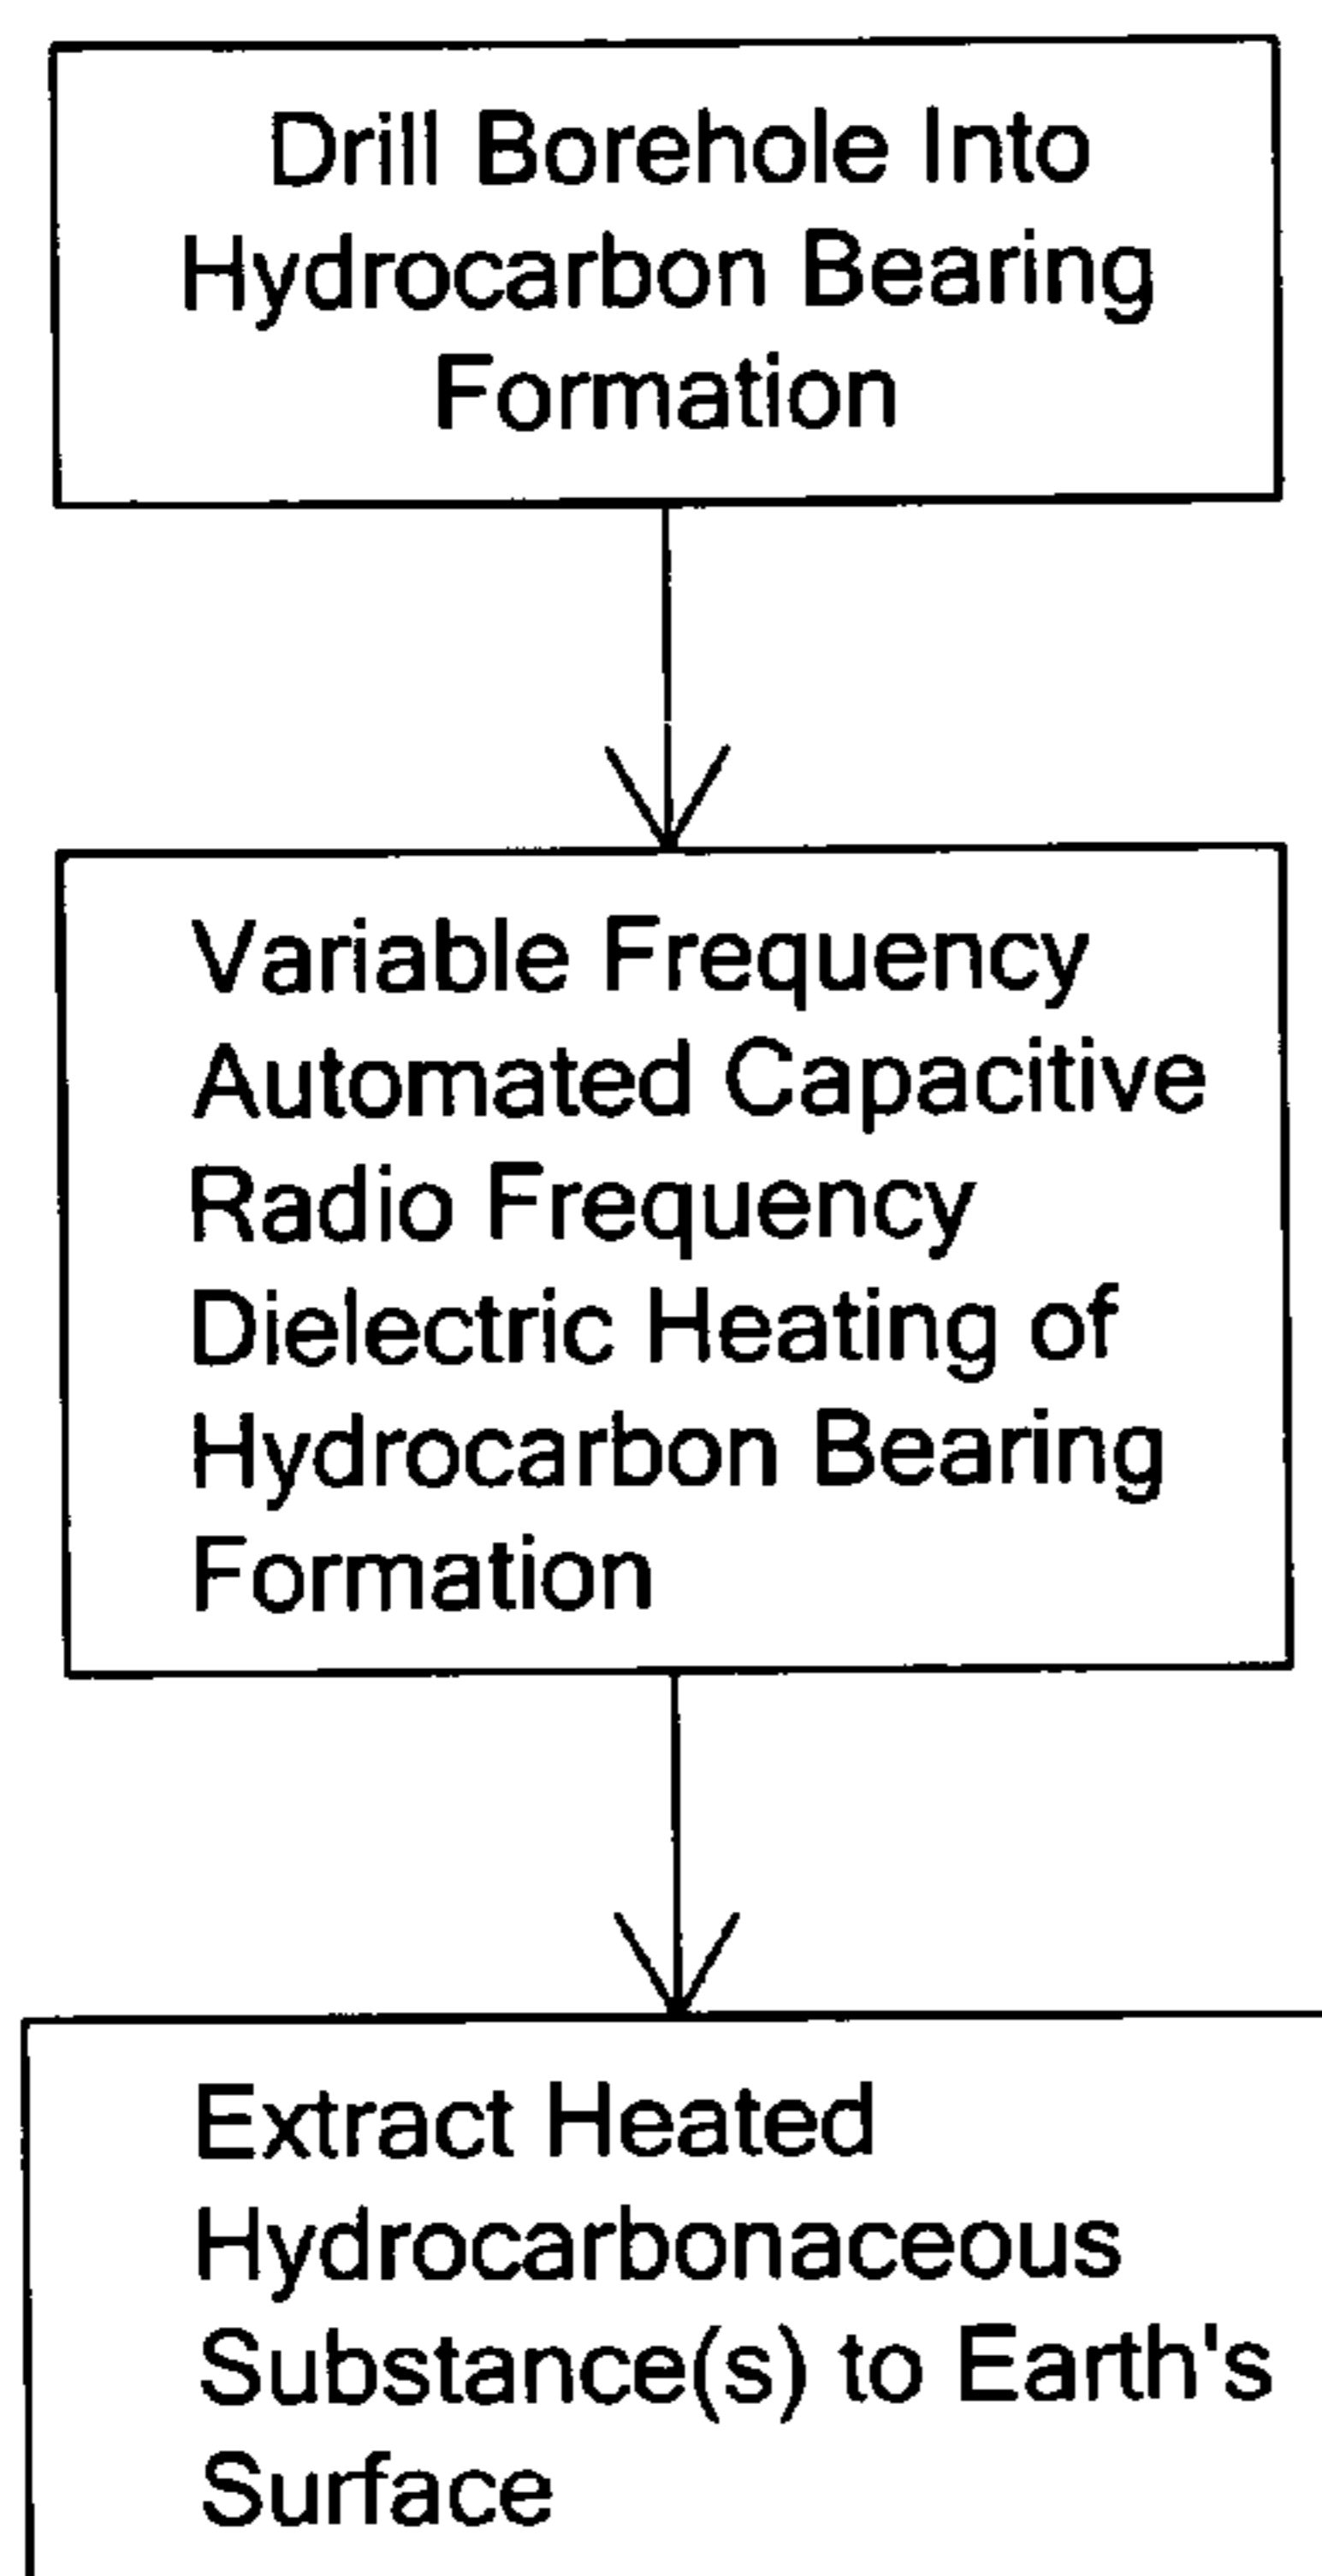 Drill Borehole Into
Hydrocarbon Bearing
Formation
Variable Frequency
Automated Capacitive
Radio Frequency
Dielectric Heating of
Hydrocarbon Bearing
Formation
Extract Heated
Hydrocarbonaceous
Substance(s) to Earth's
Surface